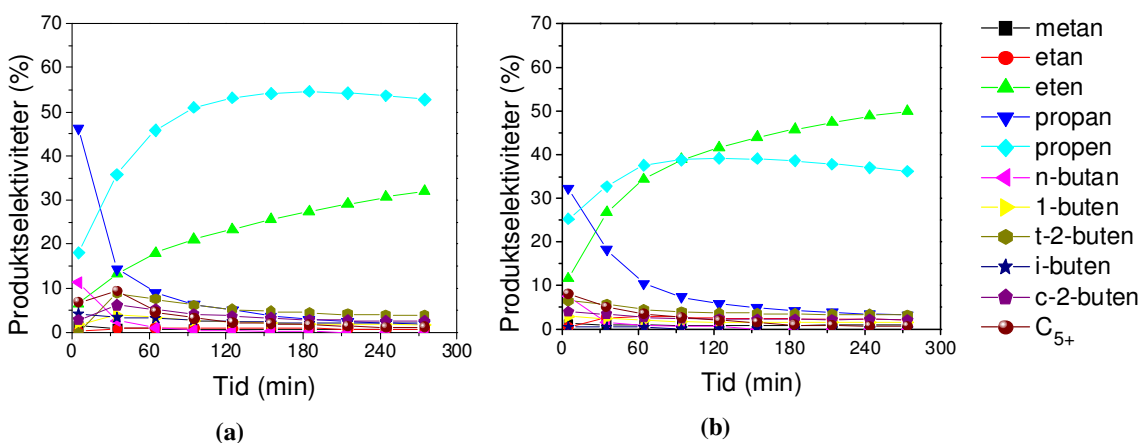 70
60
50
40
30
20
10
0
Produktselektiviteter (%)
0 60 120 180 240 300
Tid (min)
(a)
70
60
50
40
30
20
10
0
Produktselektiviteter (%)
0 60 120 180 240 300
Tid (min)
(b)
metan
etan
eten
propan
propen
n-butan
1-buten
t-2-buten
i-buten
c-2-buten
C5+